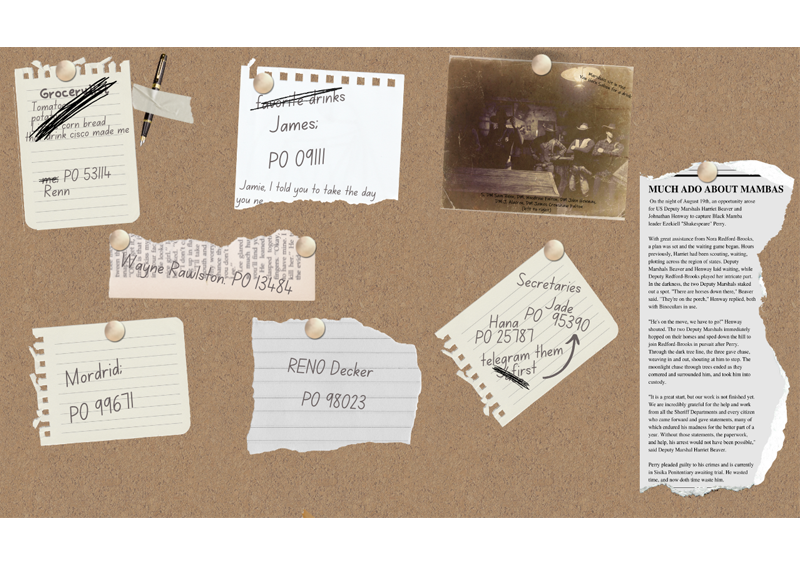 Grocery
Tomato
potat
corn bread
drink cisco made me
me: PO 53114
Renn
favorite drinks
James;
PO 09111
Jamie, I told you to take the day
you ne
Wayne Rawlston: PO 13484
Mordrid;
PO 99671
RENO Decker
PO 98023
Secretaries
Jade
PO 95390
Hana
PO 25787
telegram them
first
MUCH ADO ABOUT MAMBAS
On the night of August 19th, an opportunity arose
for US Deputy Marshals Harriet Beaver and
Johnathan Henway to capture Black Mamba
leader Ezekiell "Shakespeare" Perry.
With great assistance from Nora Redford-Brooks,
a plan was set and the waiting game began. Hours
previously, Harriet had been scouting, waiting,
plotting across the region of states. Deputy
Marshals Beaver and Henway laid waiting, while
Deputy Redford-Brooks played her intricate part.
In the darkness, the two Deputy Marshals staked
out a spot. "There are horses down there," Beaver
said. "They're on the porch," Henway replied, both
with Binoculars in use.
"He's on the move, we have to go!" Henway
shouted. The two Deputy Marshals immediately
hopped on their horses and sped down the hill to
join Redford-Brooks in pursuit after Perry.
Through the dark tree line, the three gave chase,
weaving in and out, shouting at him to stop. The
moonlight chase through trees ended as they
cornered and surrounded him, and took him into
custody.
"It is a great start, but our work is not finished yet.
We are incredibly grateful for the help and work
from all the Sheriff Departments and every citizen
who came forward and gave statements, many of
which endured his madness for the better part of a
year. Without those statements, the paperwork,
and help, his arrest would not have been possible,"
said Deputy Marshal Harriet Beaver.
Perry pleaded guilty to his crimes and is currently
in Sisika Penitentiary awaiting trial. He wasted
time, and now doth time waste him.